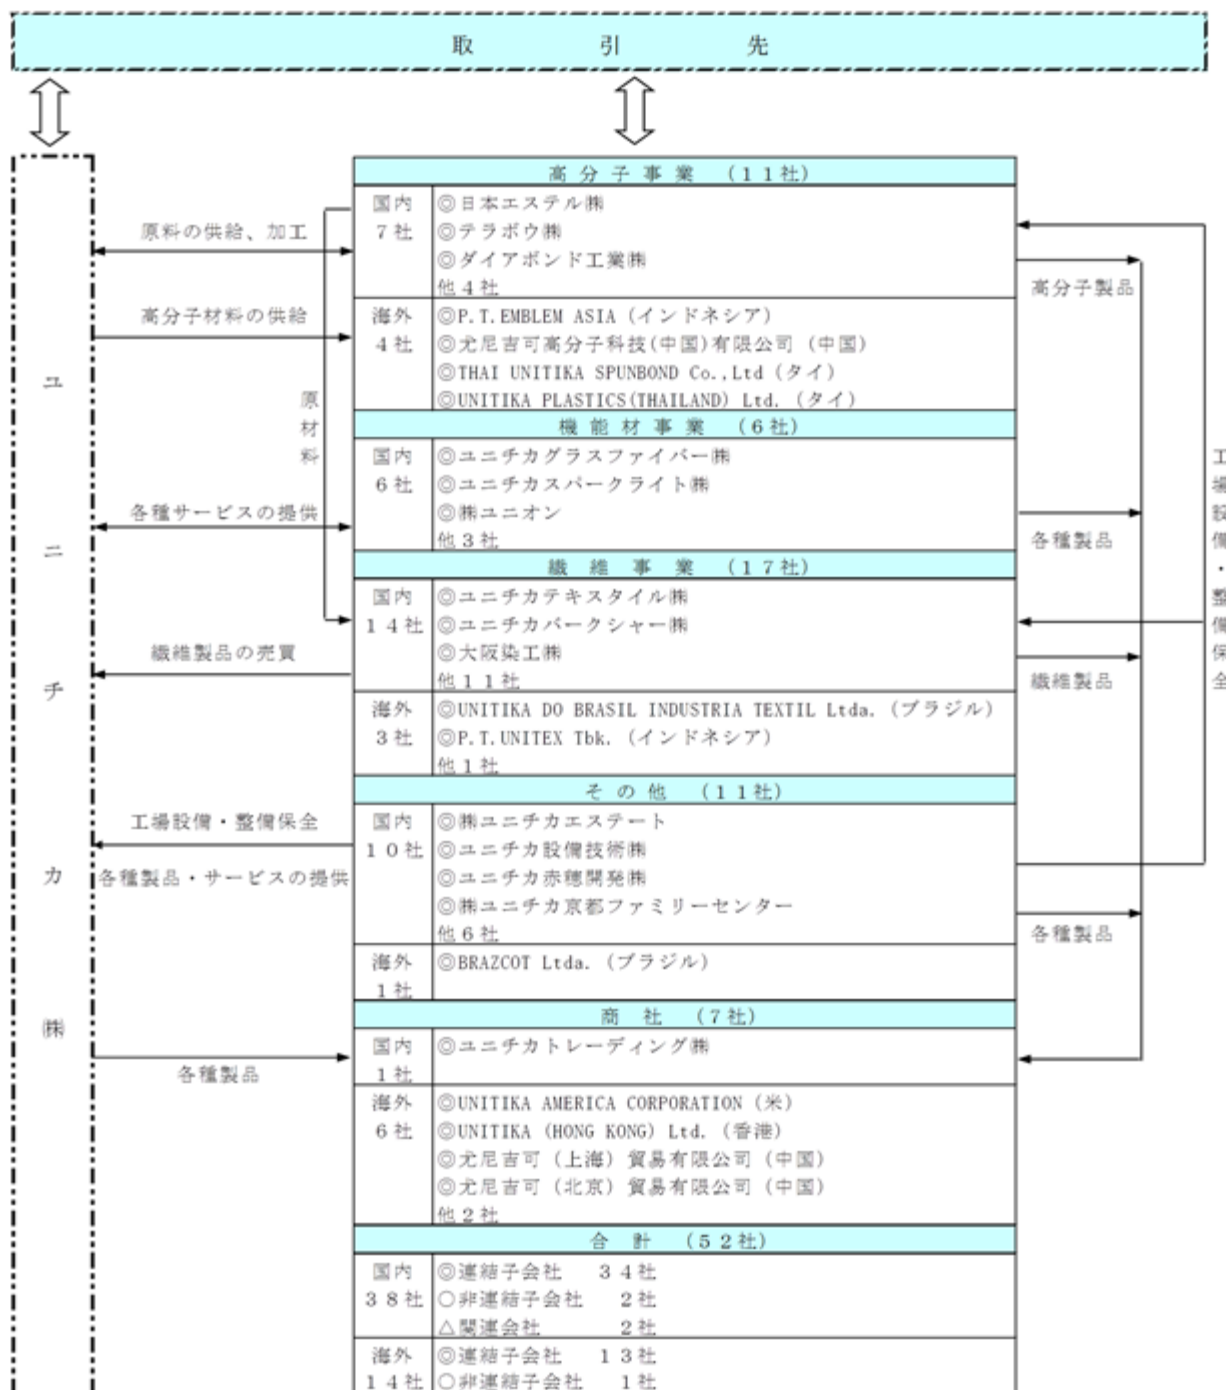 取引先
ユニチカ㈱
原料の供給、加工
高分子材料の供給
原材料
各種サービスの提供
繊維製品の売買
工場設備・整備保全
各種製品・サービスの提供
各種製品
高分子事業 (11社)
国内 ◎日本エステル㈱
7社 ◎テラボウ㈱
◎ダイアボンド工業㈱
他4社
海外 ◎P.T.EMBLEM ASIA (インドネシア)
4社 ◎尤尼吉可高分子科技(中国)有限公司 (中国)
◎THAI UNITIKA SPUNBOND Co.,Ltd (タイ)
◎UNITIKA PLASTICS(THAILAND) Ltd. (タイ)
機能材事業 (6社)
国内 ◎ユニチカグラスファイバー㈱
6社 ◎ユニチカスパークライト㈱
◎㈱ユニオン
他3社
繊維事業 (17社)
国内 ◎ユニチカテキスタイル㈱
14社 ◎ユニチカバークシャー㈱
◎大阪染工㈱
他11社
海外 ◎UNITIKA DO BRASIL INDUSTRIA TEXTIL Ltda. (ブラジル)
3社 ◎P.T.UNITEX Tbk. (インドネシア)
他1社
その他 (11社)
国内 ◎㈱ユニチカエステート
10社 ◎ユニチカ設備技術㈱
◎ユニチカ赤穂開発㈱
◎㈱ユニチカ京都ファミリーセンター
他6社
海外 ◎BRAZCOT Ltda. (ブラジル)
1社
商社 (7社)
国内 ◎ユニチカトレーディング㈱
1社
海外 ◎UNITIKA AMERICA CORPORATION (米)
6社 ◎UNITIKA (HONG KONG) Ltd. (香港)
◎尤尼吉可 (上海) 貿易有限公司 (中国)
◎尤尼吉可 (北京) 貿易有限公司 (中国)
他2社
合計 (52社)
国内 ◎連結子会社 34社
38社 ○非連結子会社 2社
△関連会社 2社
海外 ◎連結子会社 13社
14社 ○非連結子会社 1社
高分子製品
各種製品
繊維製品
各種製品
工場設備・整備保全